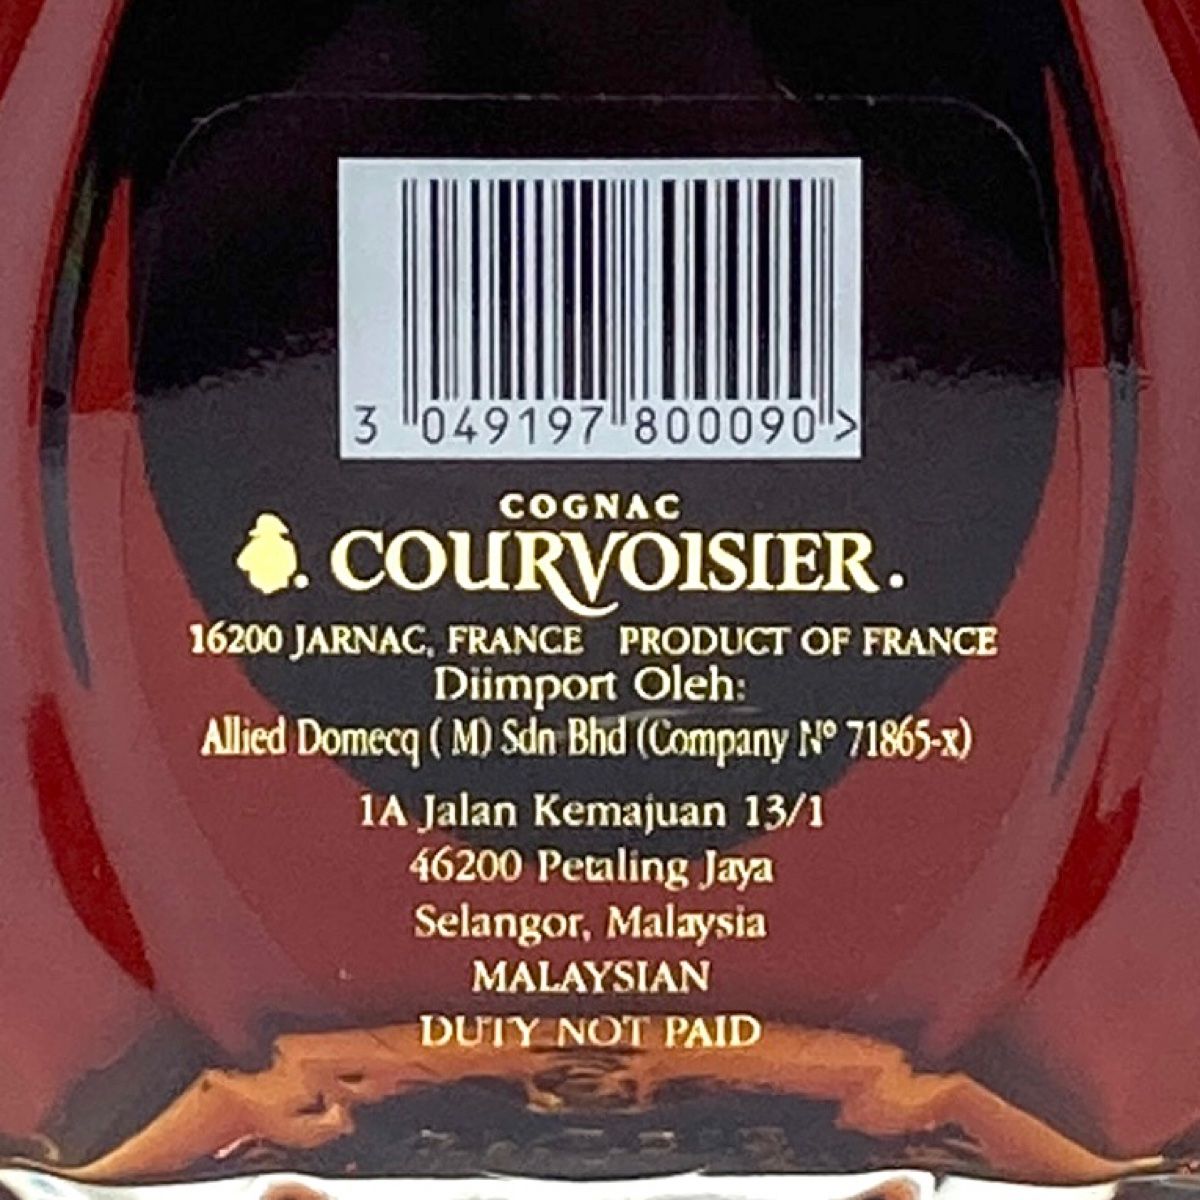 3 049197 800090 >
COGNAC
COURVOISIER.
16200 JARNAC, FRANCE PRODUCT OF FRANCE
Diimport Oleh:
Allied Domecq ( M) Sdn Bhd (Company Nº 71865-x)
1A Jalan Kemajuan 13/1
46200 Petaling Jaya
Selangor, Malaysia
MALAYSIAN
DUTY NOT PAID